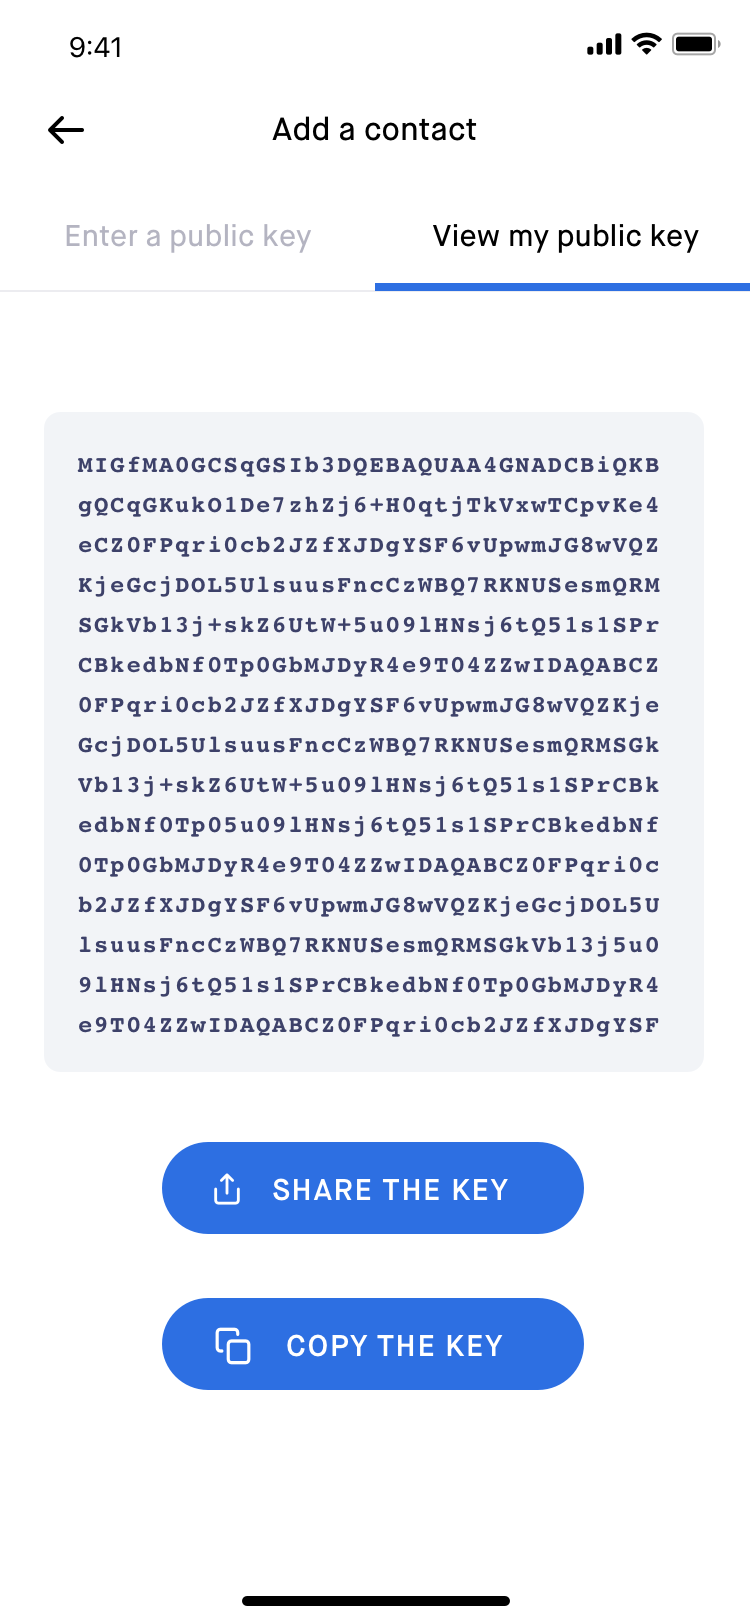 9:41
Add a contact
Enter a public key
View my public key
MIGfMA0GCSqGSIb3DQEBAQUAA4GNADCBiQKB
gQCqGKukO1De7zhZj6+H0qtjTkVxwTCpvKe4
eCZ0FPqri0cb2JZfXJDgYSF6vUpwmJG8wVQZ
KjeGcjDOL5UlsuusFncCzWBQ7RKNUSesmQRM
SGkVb13j+skZ6UtW+5u09lHNsj6tQ51s1SPr
CBkedbNf0Tp0GbMJDyR4e9T04ZZwIDAQABCZ
0FPqri0cb2JZfXJDgYSF6vUpwmJG8wVQZKje
GcjDOL5UlsuusFncCzWBQ7RKNUSesmQRMSGk
Vb13j+skZ6UtW+5u09lHNsj6tQ51s1SPrCBk
edbNf0Tp05u09lHNsj6tQ51s1SPrCBkedbNf
0Tp0GbMJDyR4e9T04ZZwIDAQABCZ0FPqri0c
b2JZfXJDgYSF6vUpwmJG8wVQZKjeGcjDOL5U
lsuusFncCzWBQ7RKNUSesmQRMSGkVb13j5u0
9lHNsj6tQ51s1SPrCBkedbNf0Tp0GbMJDyR4
e9T04ZZwIDAQABCZ0FPqri0cb2JZfXJDgYSF
SHARE THE KEY
COPY THE KEY